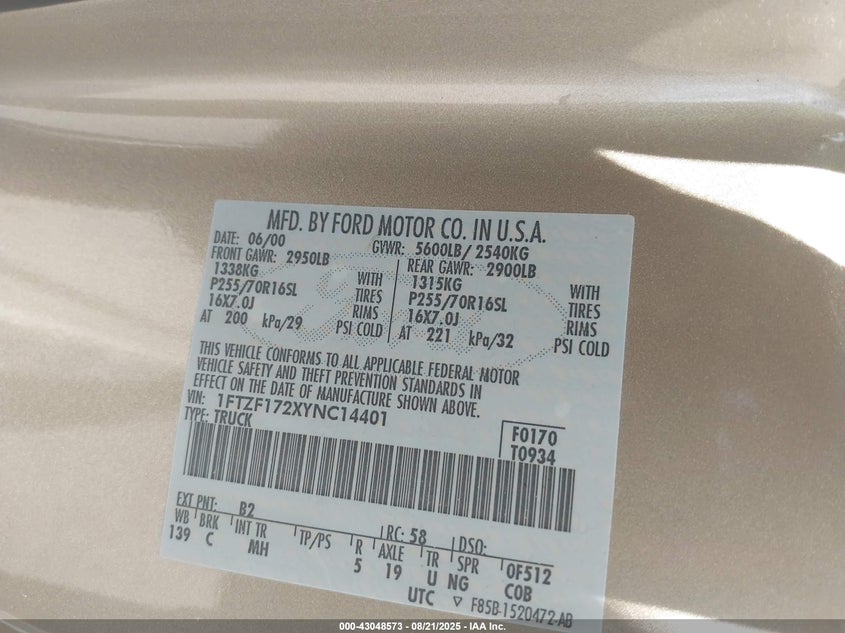 MFD. BY FORD MOTOR CO. IN U.S.A.
DATE: 06/00 GVWR: 5600LB/ 2540KG
FRONT GAWR: 2950LB REAR GAWR: 2900LB
1338KG WITH 1315KG WITH
P255/70R16SL TIRES P255/70R16SL TIRES
16X7.0J RIMS 16X7.0J RIMS
AT 200 kPa/29 PSI COLD AT 221 kPa/32 PSI COLD
THIS VEHICLE CONFORMS TO ALL APPLICABLE FEDERAL MOTOR
VEHICLE SAFETY AND THEFT PREVENTION STANDARDS IN
EFFECT ON THE DATE OF MANUFACTURE SHOWN ABOVE.
VIN: 1FTZF172XYNC14401
TYPE: TRUCK
F0170
T0934
EXT PNT: B2 RC: 58 DSO:
WB BRK INT TR TP/PS R AXLE TR SPR 0F512
139 C MH 5 19 U NG COB
UTC ▽ F85B-1520472-AB
000-43048573 - 08/21/2025 - IAA Inc.